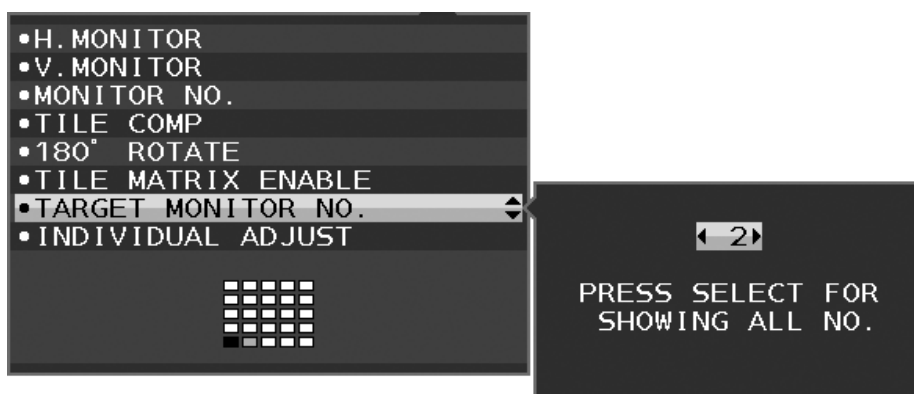 •H.MONITOR
•V.MONITOR
•MONITOR NO.
•TILE COMP
•180° ROTATE
•TILE MATRIX ENABLE
•TARGET MONITOR NO.
•INDIVIDUAL ADJUST
2
PRESS SELECT FOR
SHOWING ALL NO.